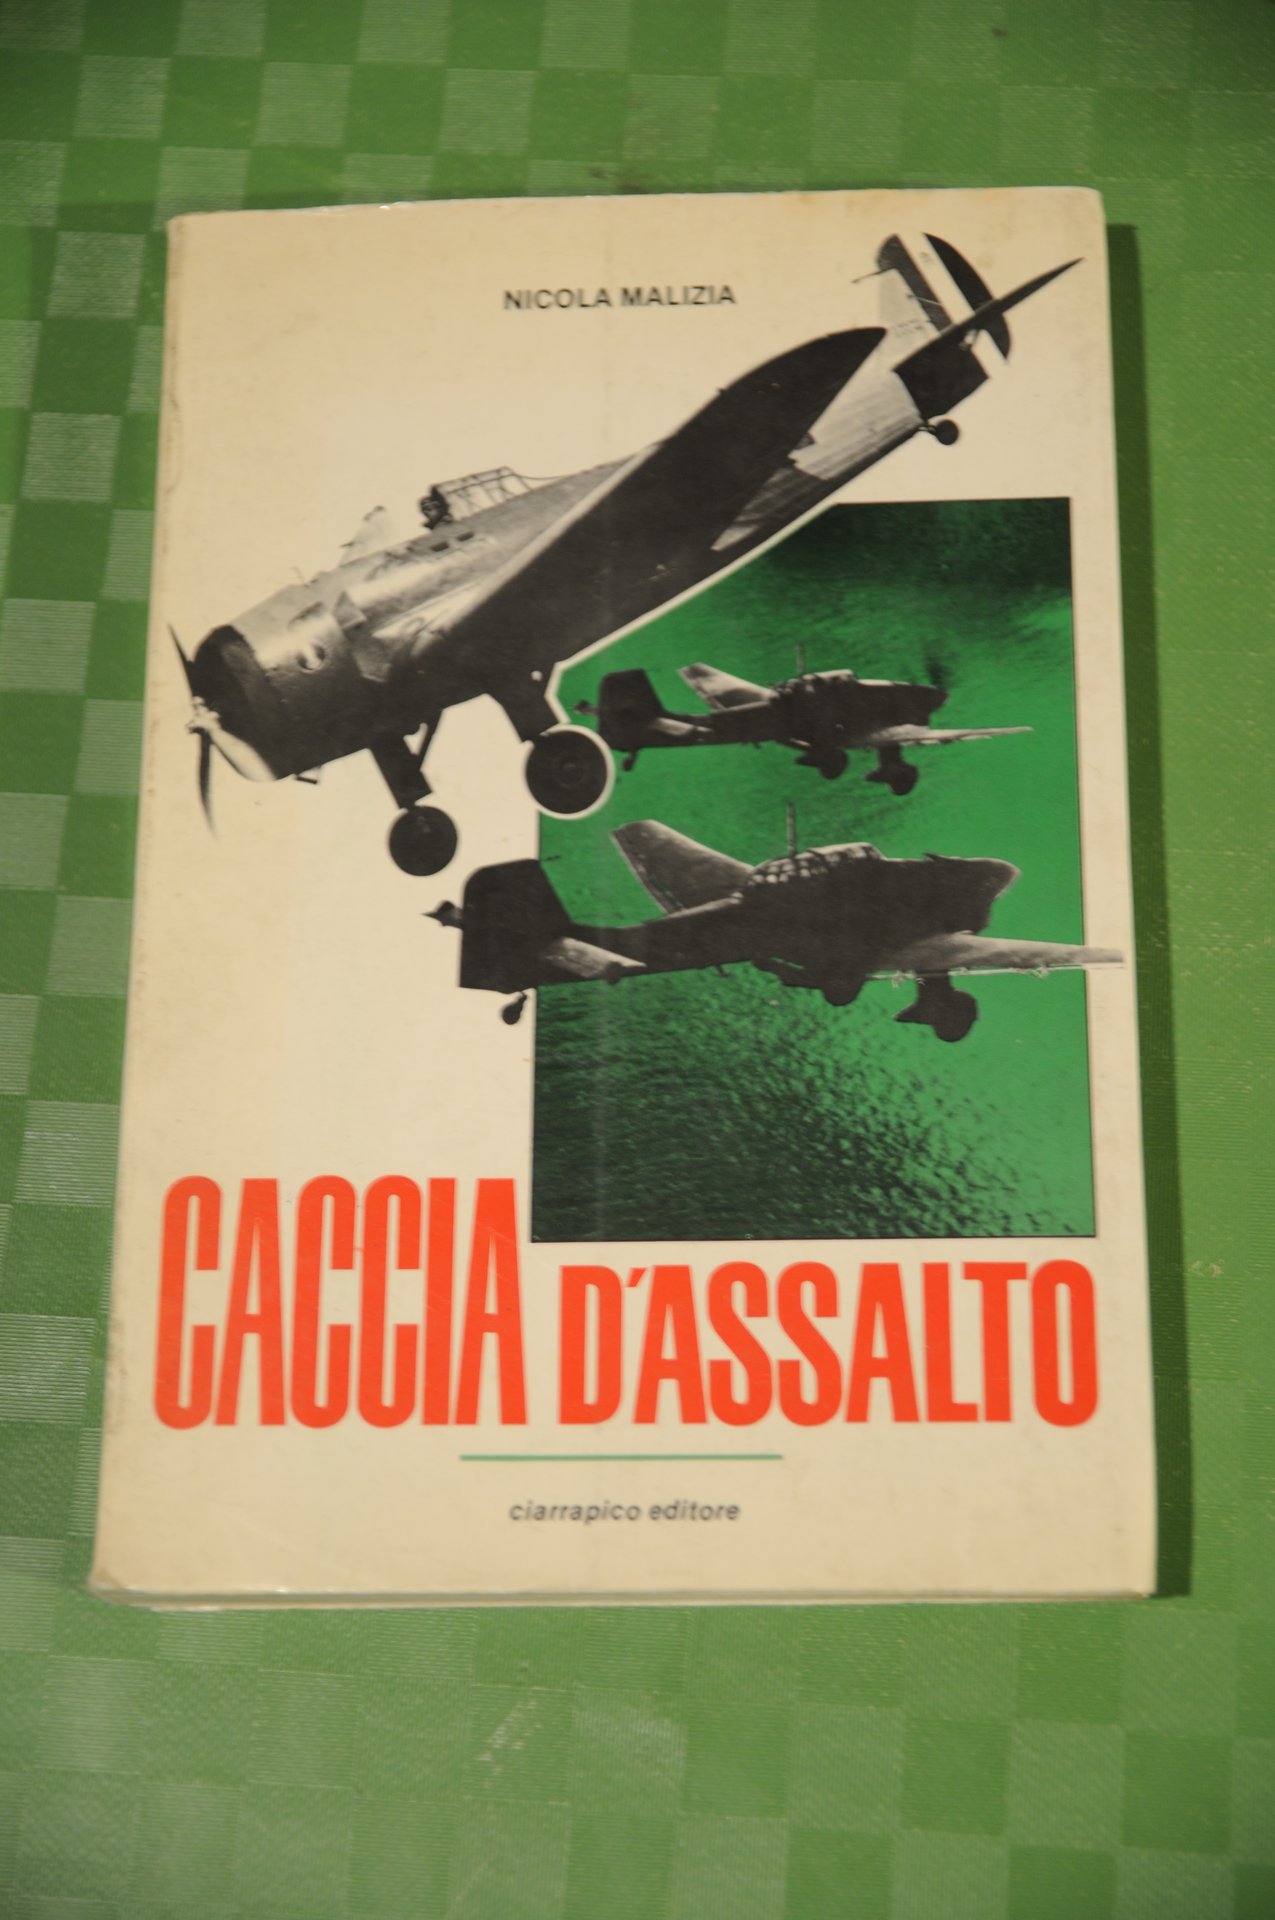 NICOLA MALIZIA
CACCIA D'ASSALTO
ciarrapico editore